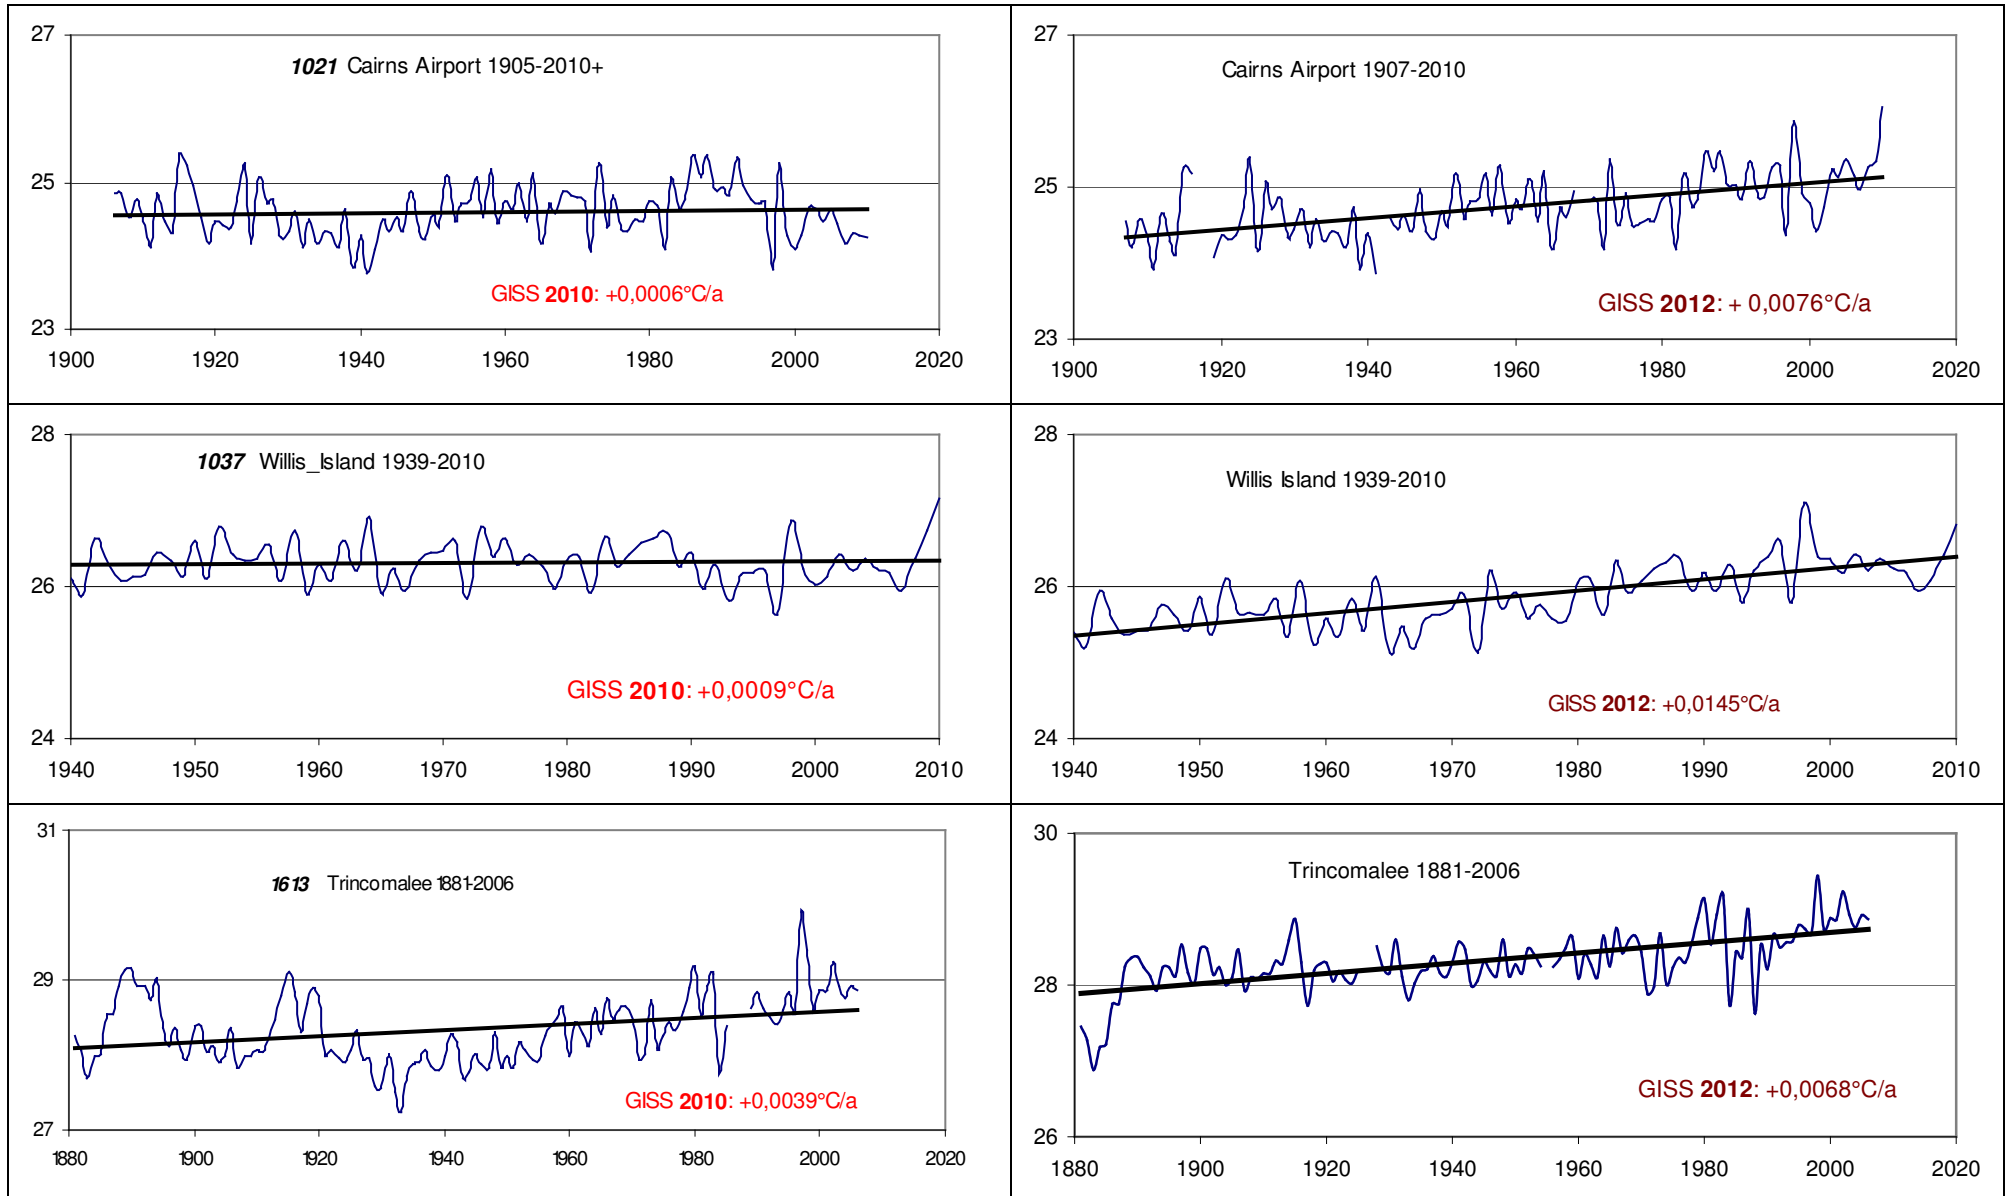 27
1021 Cairns Airport 1905-2010+
25
GISS 2010: +0,0006°C/a
23
1900 1920 1940 1960 1980 2000 2020
27
Cairns Airport 1907-2010
25
GISS 2012: + 0,0076°C/a
23
1900 1920 1940 1960 1980 2000 2020
28
1037 Willis_Island 1939-2010
26
GISS 2010: +0,0009°C/a
24
1940 1950 1960 1970 1980 1990 2000 2010
28
Willis Island 1939-2010
26
GISS 2012: +0,0145°C/a
24
1940 1950 1960 1970 1980 1990 2000 2010
31
1613 Trincomalee 1881-2006
29
GISS 2010: +0,0039°C/a
27
1880 1900 1920 1940 1960 1980 2000 2020
30
Trincomalee 1881-2006
28
GISS 2012: +0,0068°C/a
26
1880 1900 1920 1940 1960 1980 2000 2020